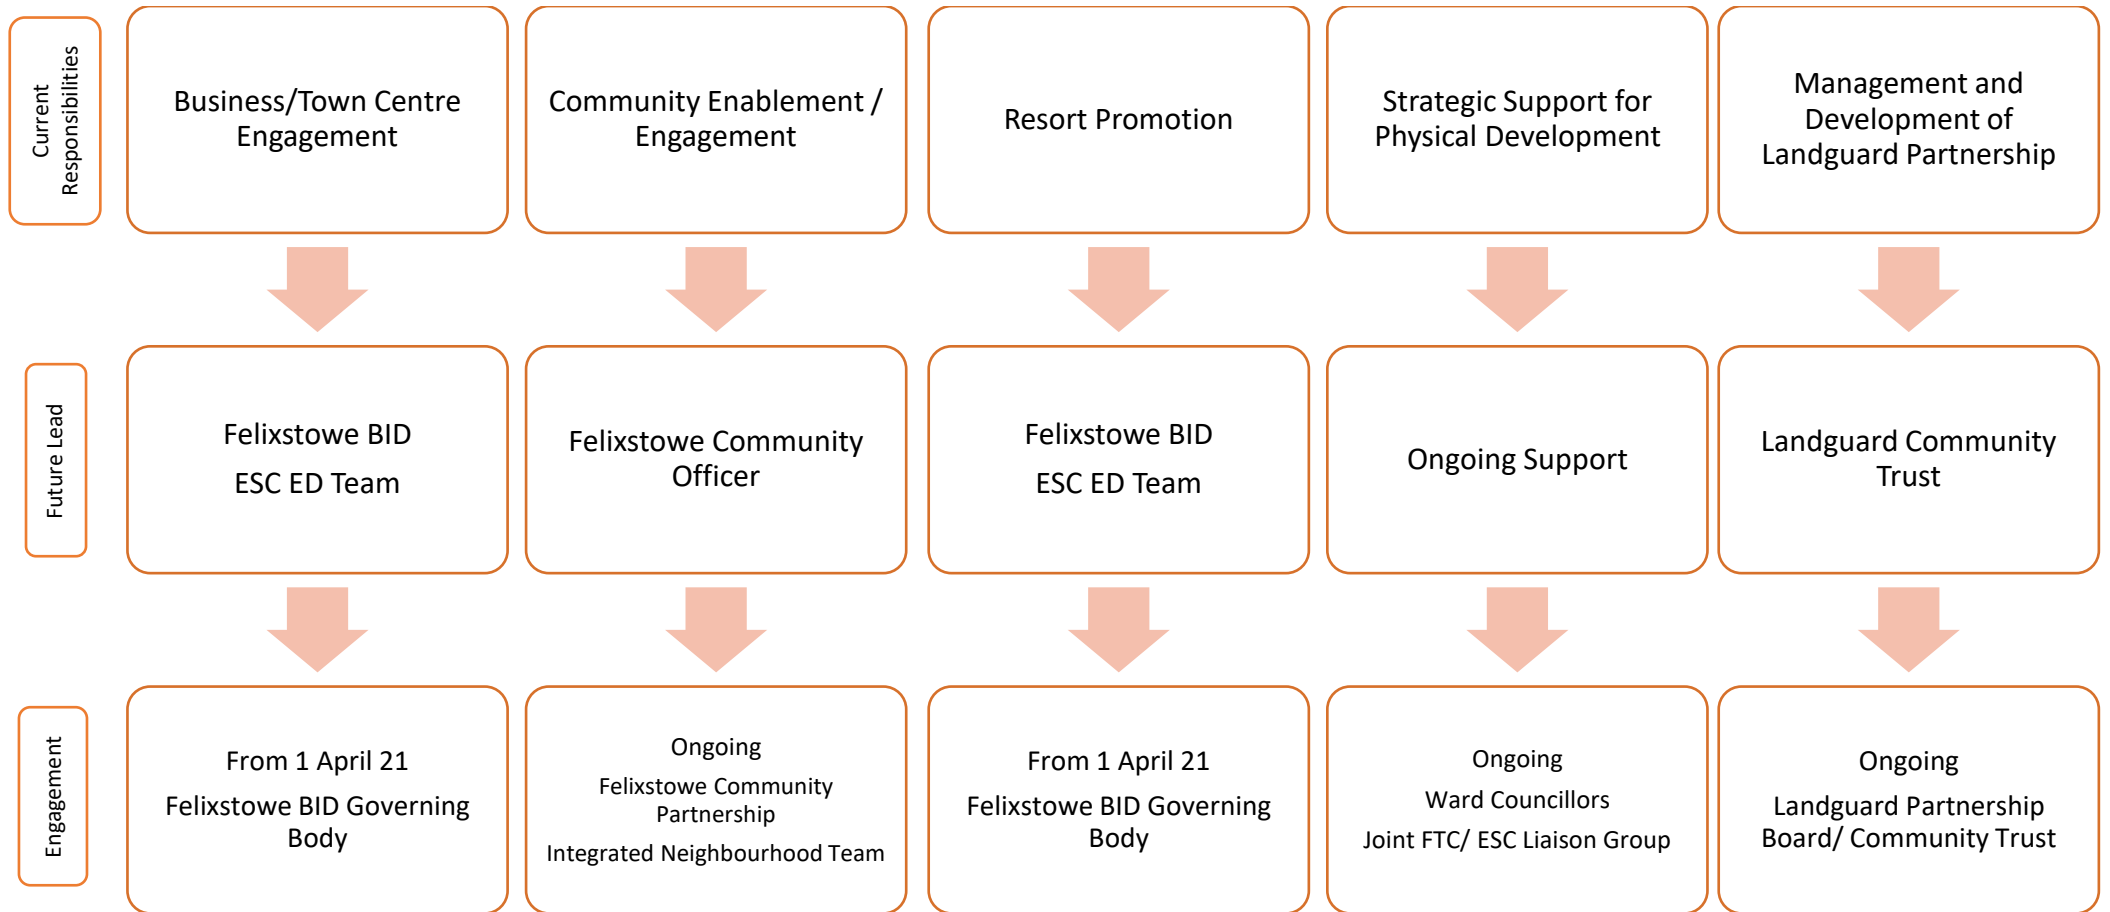 Current
Responsibilities
Business/Town Centre
Engagement
Community Enablement /
Engagement
Resort Promotion
Strategic Support for
Physical Development
Management and
Development of
Landguard Partnership
Future Lead
Felixstowe BID
ESC ED Team
Felixstowe Community
Officer
Felixstowe BID
ESC ED Team
Ongoing Support
Landguard Community
Trust
Engagement
From 1 April 21
Felixstowe BID Governing
Body
Ongoing
Felixstowe Community
Partnership
Integrated Neighbourhood Team
From 1 April 21
Felixstowe BID Governing
Body
Ongoing
Ward Councillors
Joint FTC/ ESC Liaison Group
Ongoing
Landguard Partnership
Board/ Community Trust